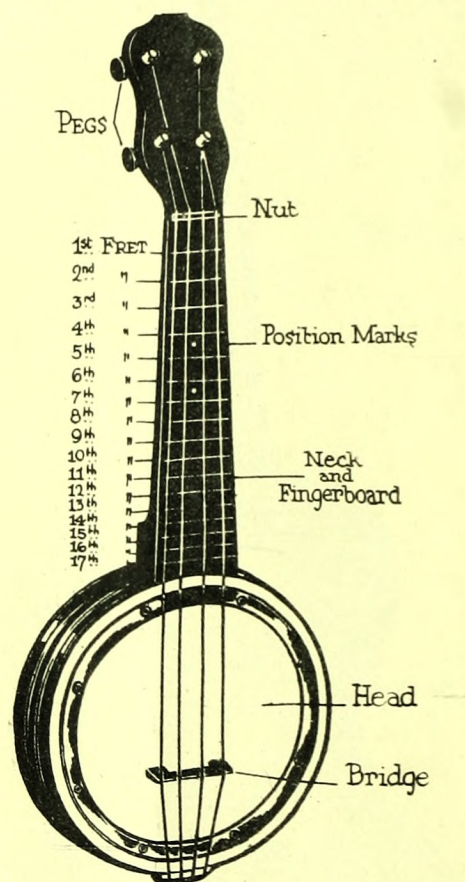 PEGS
Nut
1st FRET
2nd "
3rd "
4th "
5th "
6th "
7th "
8th "
9th "
10th "
11th "
12th "
13th "
14th "
15th "
16th "
17th "
Position Marks
Neck
and
Fingerboard
Head
Bridge